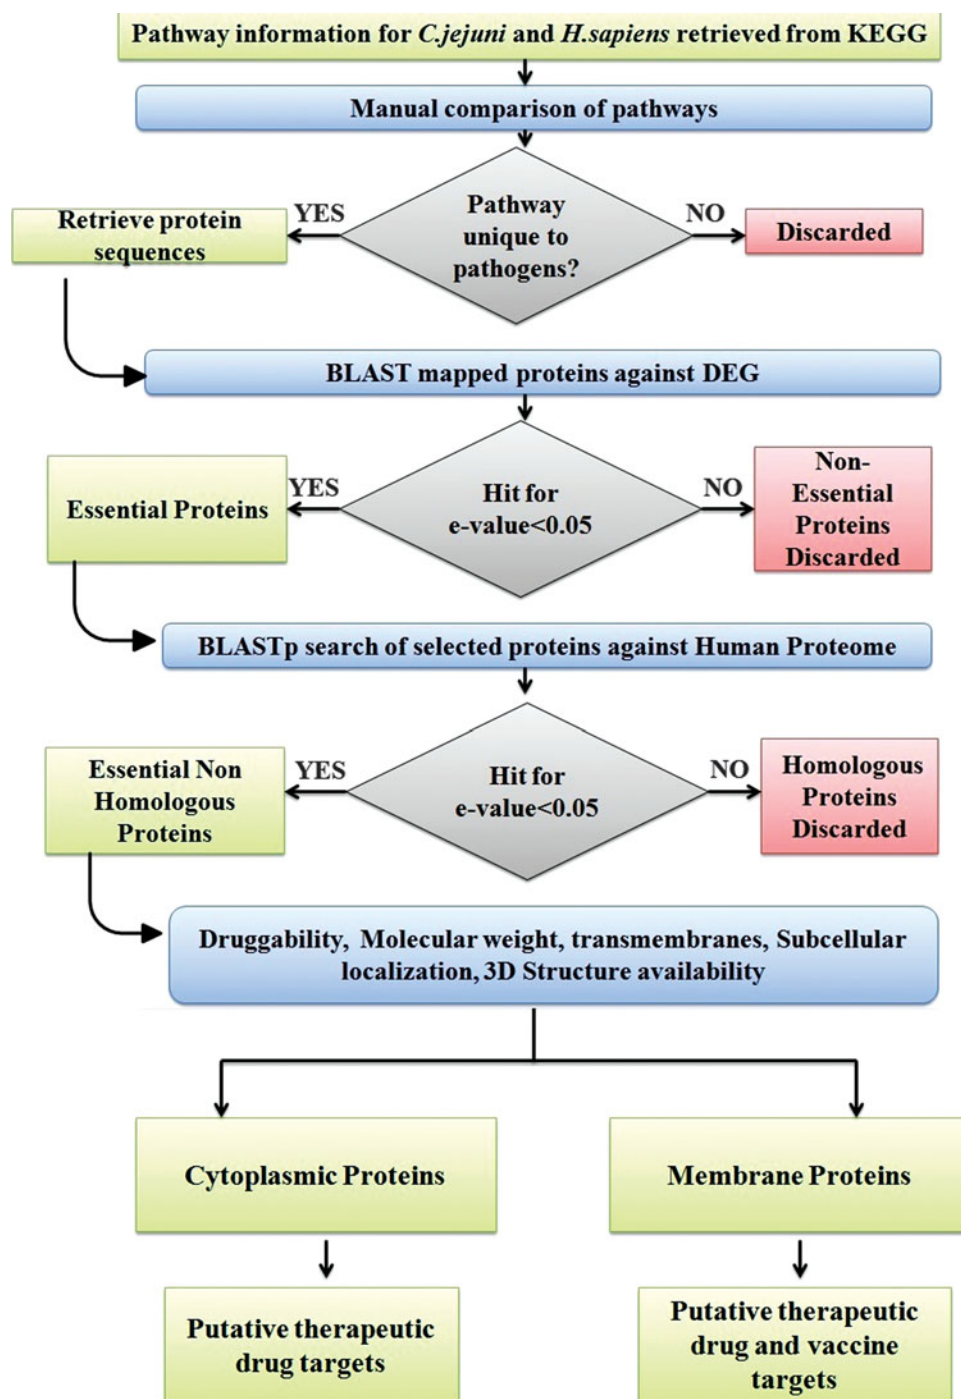 Pathway information for C.jejuni and H.sapiens retrieved from KEGG
Manual comparison of pathways
Pathway
unique to
pathogens?
YES
NO
Retrieve protein
sequences
Discarded
BLAST mapped proteins against DEG
Hit for
e-value<0.05
YES
NO
Essential Proteins
Non-
Essential
Proteins
Discarded
BLASTp search of selected proteins against Human Proteome
Hit for
e-value<0.05
YES
NO
Essential Non
Homologous
Proteins
Homologous
Proteins
Discarded
Druggability, Molecular weight, transmembranes, Subcellular
localization, 3D Structure availability
Cytoplasmic Proteins
Membrane Proteins
Putative therapeutic
drug targets
Putative therapeutic
drug and vaccine
targets